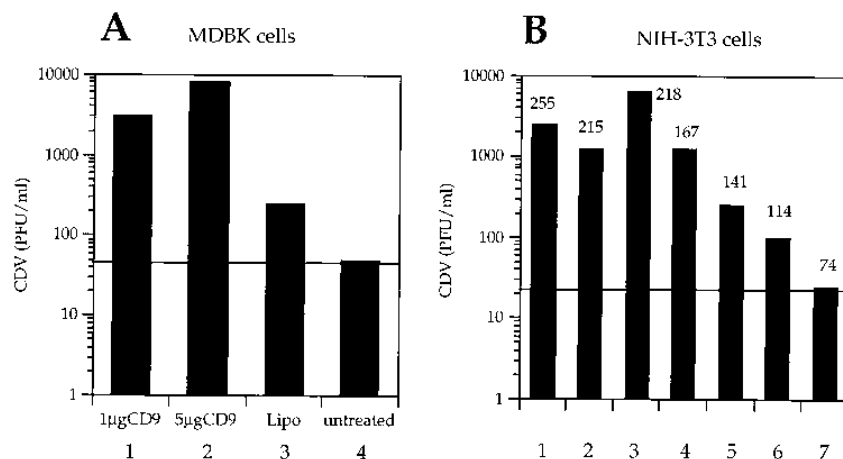 A
MDBK cells
CDV (PFU/ml)
10000
1000
100
10
1
1μgCD9 5μgCD9 Lipo untreated
1 2 3 4
B
NIH-3T3 cells
CDV (PFU/ml)
10000
1000
100
10
1
255
215
218
167
141
114
74
1 2 3 4 5 6 7